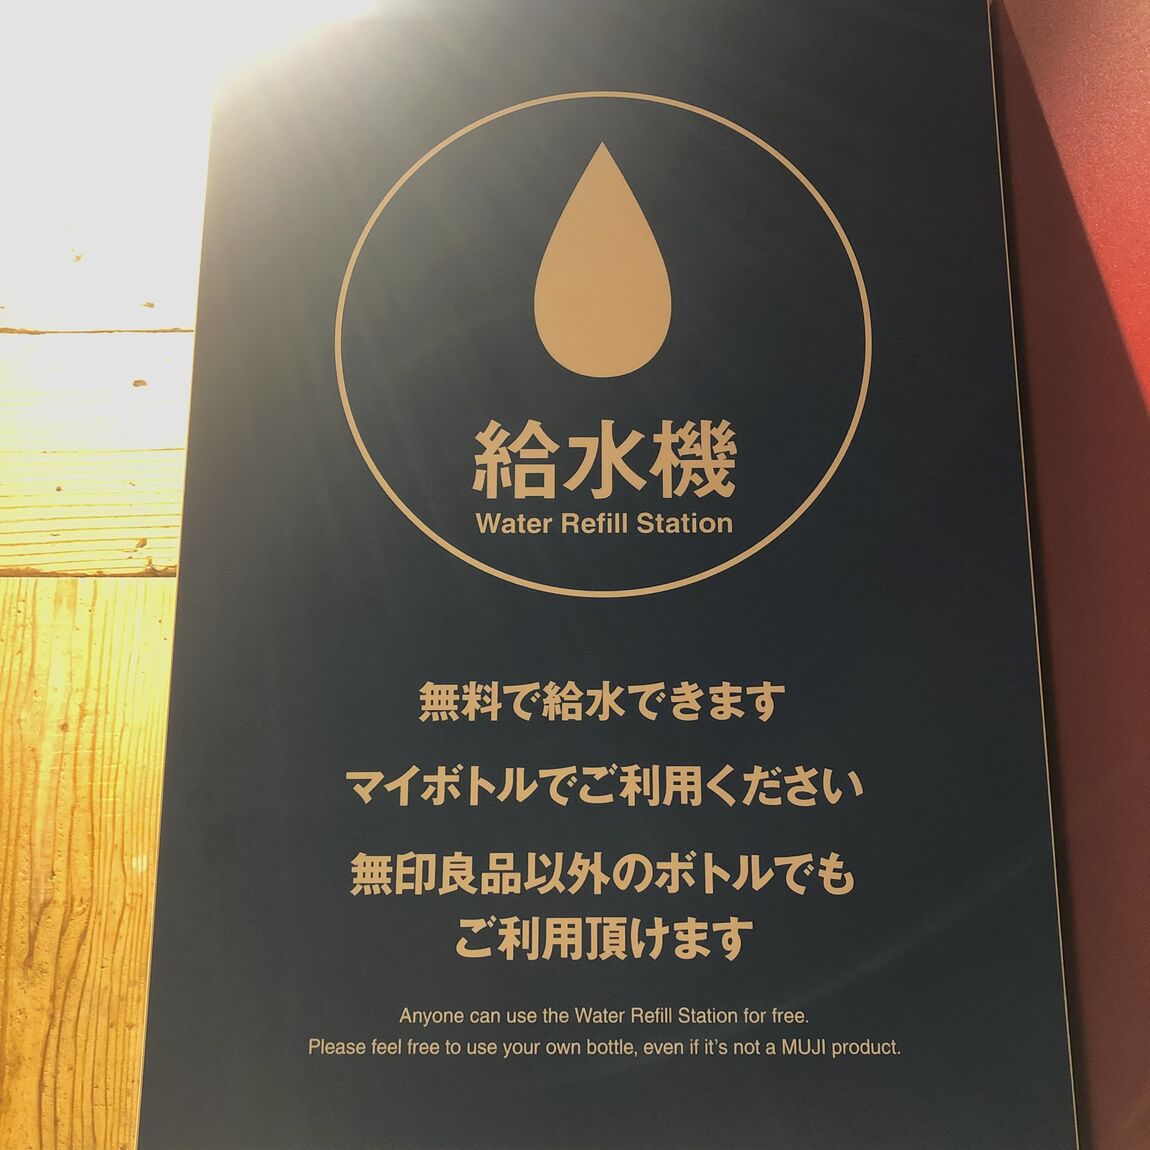 給水機
Water Refill Station
無料で給水できます
マイボトルでご利用ください
無印良品以外のボトルでも
ご利用頂けます
Anyone can use the Water Refill Station for free.
Please feel free to use your own bottle, even if it's not a MUJI product.